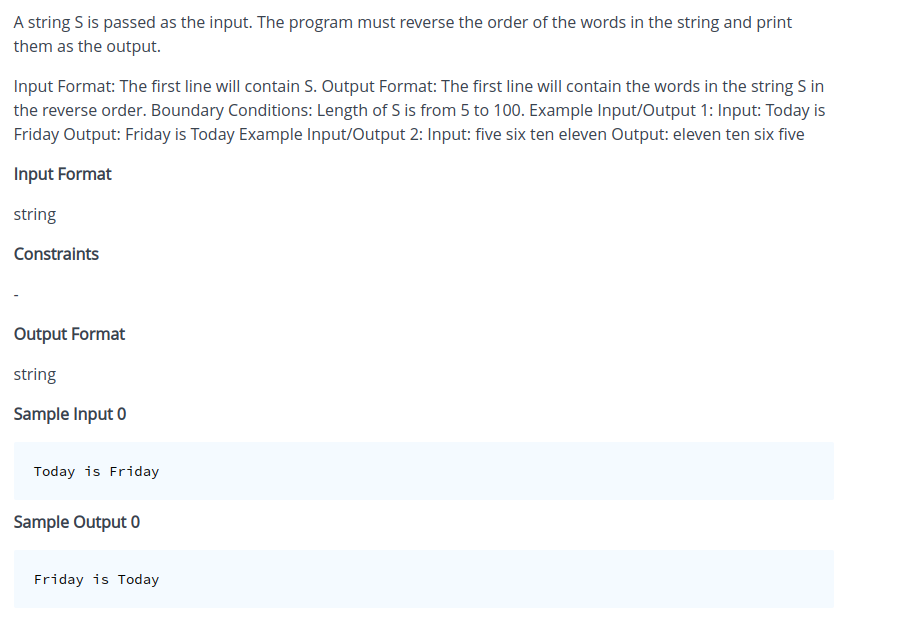 A string S is passed as the input. The program must reverse the order of the words in the string and print
them as the output.
Input Format: The first line will contain S. Output Format: The first line will contain the words in the string S in
the reverse order. Boundary Conditions: Length of S is from 5 to 100. Example Input/Output 1: Input: Today is
Friday Output: Friday is Today Example Input/Output 2: Input: five six ten eleven Output: eleven ten six five
Input Format
string
Constraints
-
Output Format
string
Sample Input 0
Today is Friday
Sample Output 0
Friday is Today